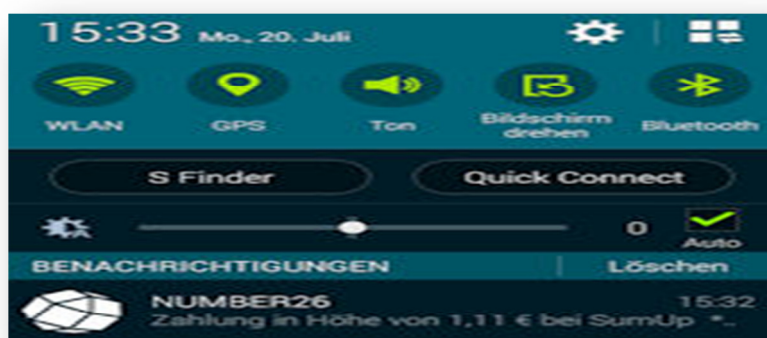 15:33 Mo., 20. Juli
WLAN GPS Ton Bildschirm drehen Bluetooth
S Finder Quick Connect
0 Auto
BENACHRICHTIGUNGEN Löschen
NUMBER26 15:32
Zahlung in Höhe von 1,11 € bei SumUp *..